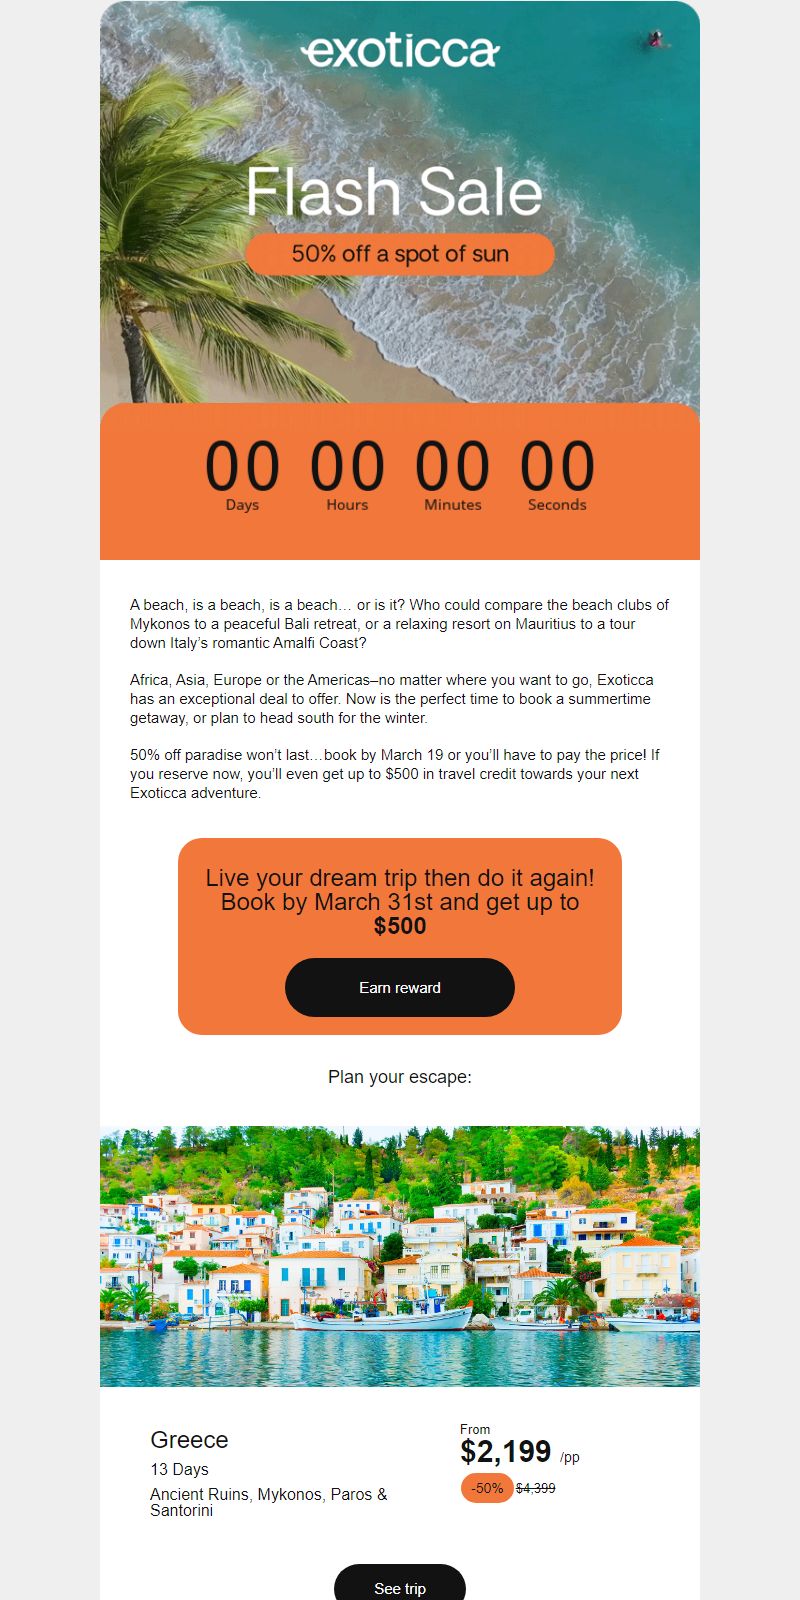 exoticca
Flash Sale
50% off a spot of sun
00 00 00 00
Days Hours Minutes Seconds
A beach, is a beach, is a beach… or is it? Who could compare the beach clubs of
Mykonos to a peaceful Bali retreat, or a relaxing resort on Mauritius to a tour
down Italy’s romantic Amalfi Coast?
Africa, Asia, Europe or the Americas–no matter where you want to go, Exoticca
has an exceptional deal to offer. Now is the perfect time to book a summertime
getaway, or plan to head south for the winter.
50% off paradise won’t last…book by March 19 or you’ll have to pay the price! If
you reserve now, you’ll even get up to $500 in travel credit towards your next
Exoticca adventure.
Live your dream trip then do it again!
Book by March 31st and get up to
$500
Earn reward
Plan your escape:
Greece
13 Days
Ancient Ruins, Mykonos, Paros &
Santorini
From
$2,199 /pp
-50% $4,399
See trip